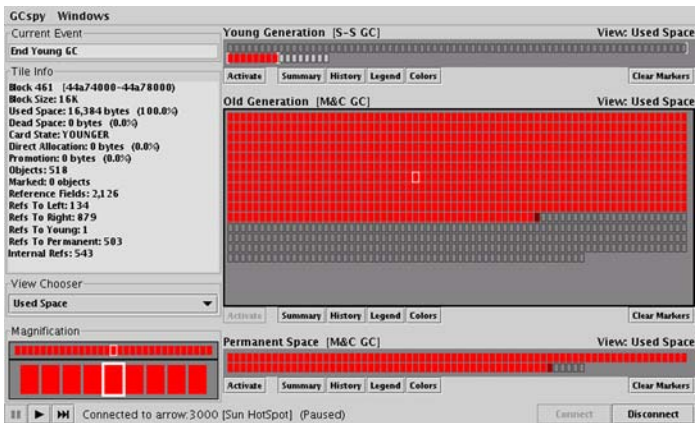 GCspy Windows
Current Event
End Young GC
Tile Info
Block 461 [44a74000-44a78000)
Block Size: 16K
Used Space: 16,384 bytes (100.0%)
Dead Space: 0 bytes (0.0%)
Card State: YOUNGER
Direct Allocation: 0 bytes (0.0%)
Promotion: 0 bytes (0.0%)
Objects: 518
Marked: 0 objects
Reference Fields: 2,126
Refs To Left: 134
Refs To Right: 879
Refs To Young: 1
Refs To Permanent: 503
Internal Refs: 543
View Chooser
Used Space
Magnification
Young Generation [S-S GC] View: Used Space
Activate Summary History Legend Colors Clear Markers
Old Generation [M&C GC] View: Used Space
Activate Summary History Legend Colors Clear Markers
Permanent Space [M&C GC] View: Used Space
Activate Summary History Legend Colors Clear Markers
Connected to arrow:3000 [Sun HotSpot] (Paused) Connect Disconnect